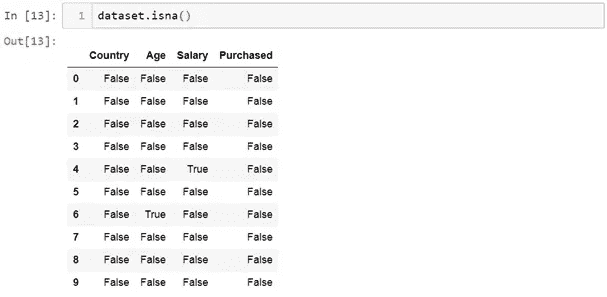 In [13]: 1 dataset.isna()
Out[13]:
Country Age Salary Purchased
0 False False False False
1 False False False False
2 False False False False
3 False False False False
4 False False True False
5 False False False False
6 False True False False
7 False False False False
8 False False False False
9 False False False False